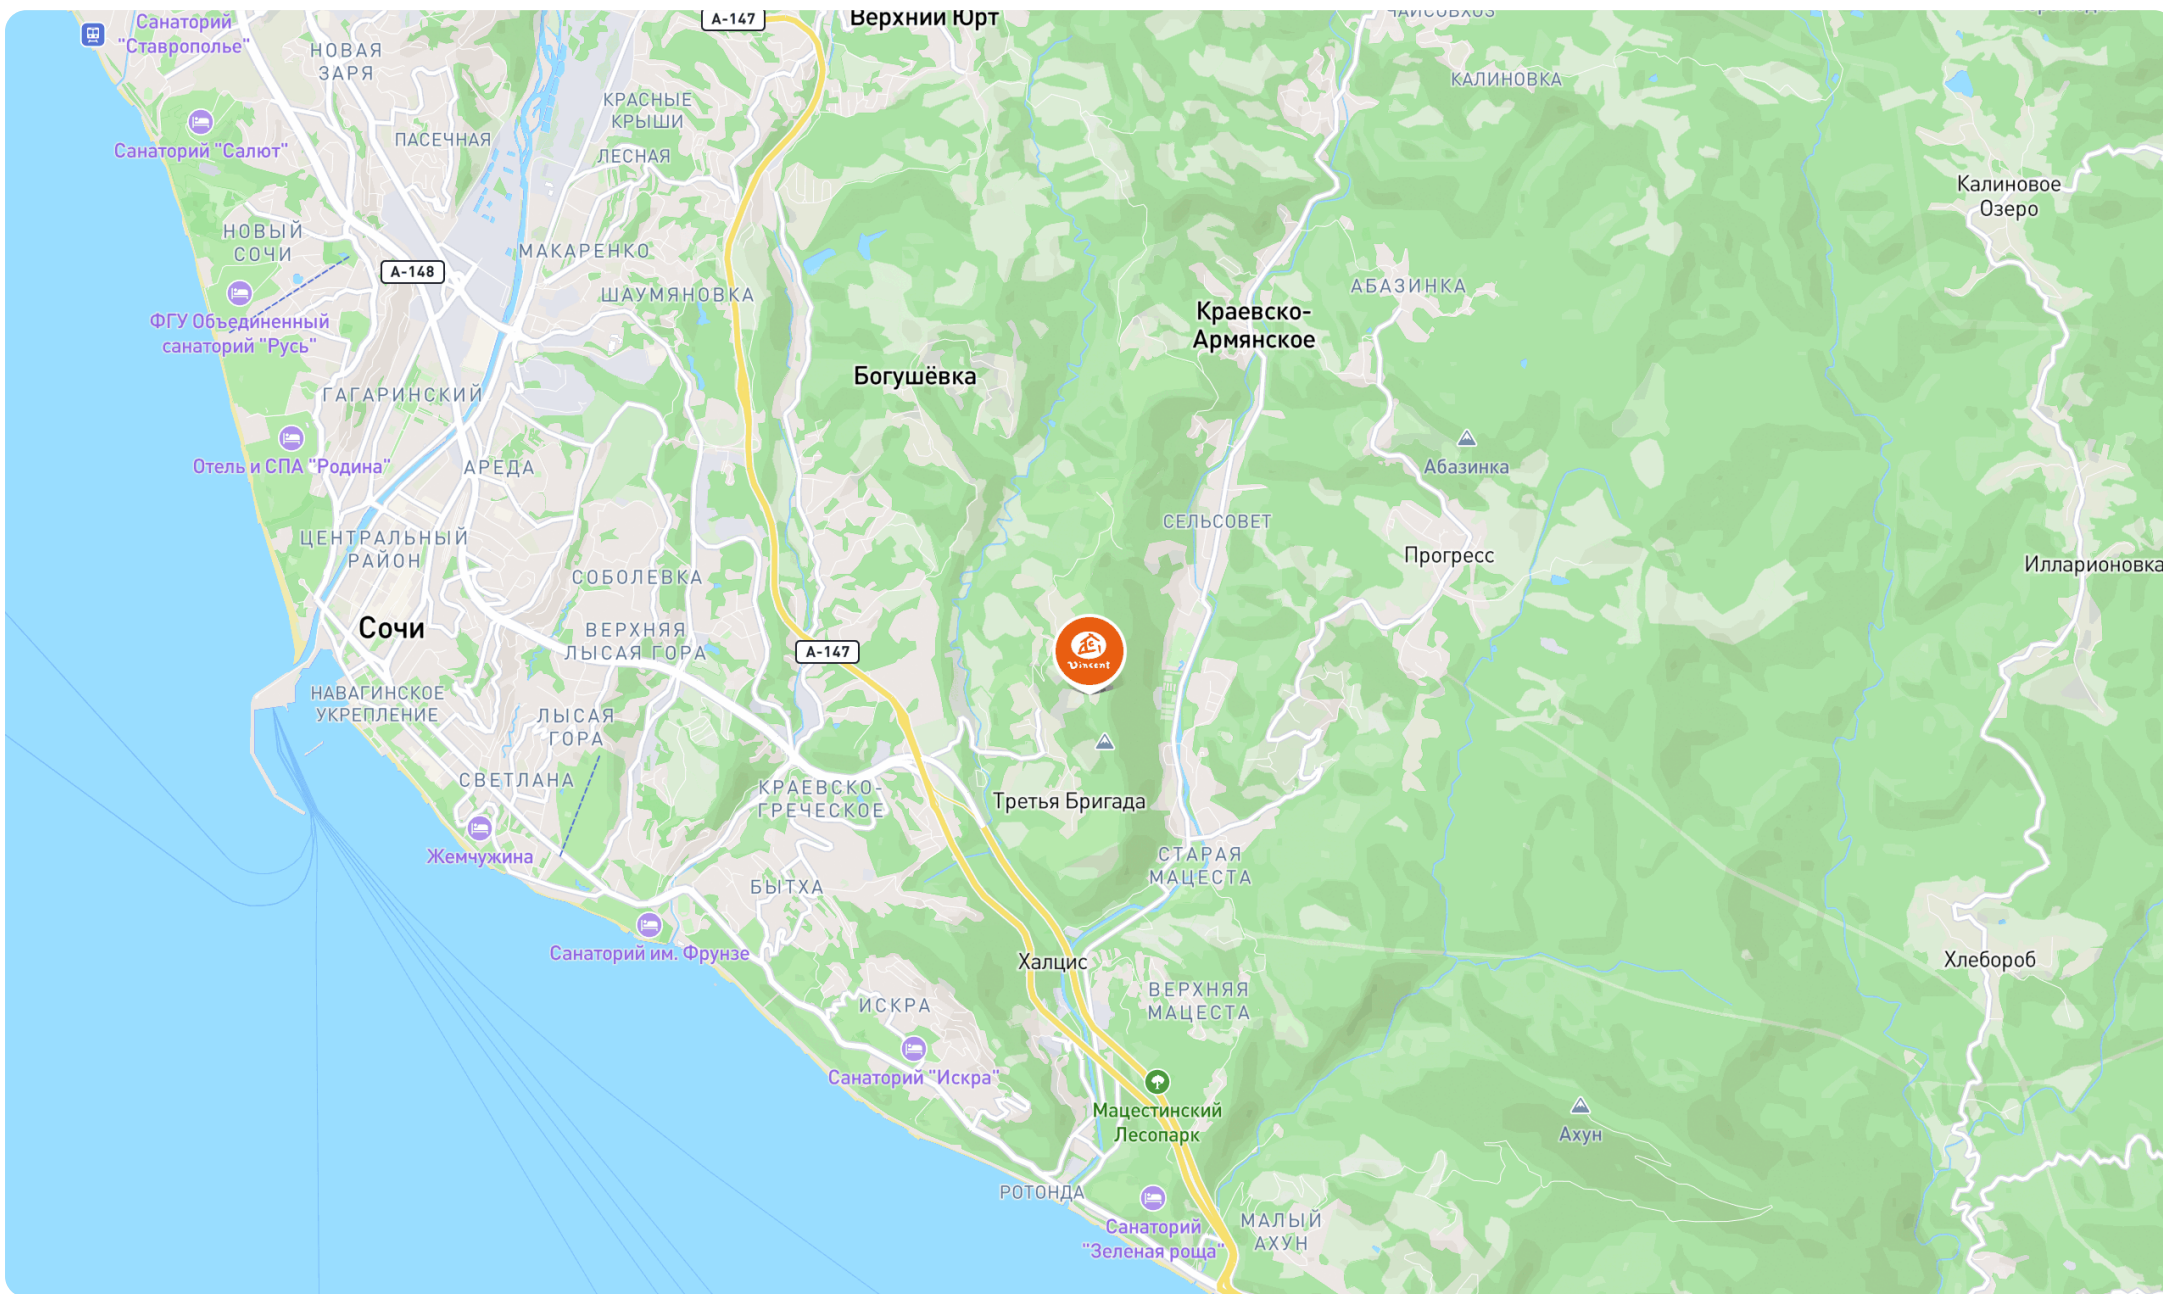 Санаторий
"Ставрополье"
А-147
Верхний Юрт
ЧАЙСОВХОЗ
НОВАЯ
ЗАРЯ
КАЛИНОВКА
КРАСНЫЕ
КРЫШИ
ПАСЕЧНАЯ
Санаторий "Салют"
ЛЕСНАЯ
Калиновое
Озеро
НОВЫЙ
СОЧИ
МАКАРЕНКО
А-148
ШАУМЯНОВКА
АБАЗИНКА
ФГУ Объединенный
санаторий "Русь"
Краевско-
Армянское
Богушёвка
ГАГАРИНСКИЙ
Отель и СПА "Родина"
АРЕДА
Абазинка
СЕЛЬСОВЕТ
ЦЕНТРАЛЬНЫЙ
РАЙОН
Прогресс
Илларионовка
СОБОЛЕВКА
Сочи
ВЕРХНЯЯ
ЛЫСАЯ ГОРА
А-147
Vincent
НАВАГИНСКОЕ
УКРЕПЛЕНИЕ
ЛЫСАЯ
ГОРА
СВЕТЛАНА
КРАЕВСКО-
ГРЕЧЕСКОЕ
Третья Бригада
Жемчужина
СТАРАЯ
МАЦЕСТА
БЫТХА
Санаторий им. Фрунзе
Халцис
Хлебороб
ИСКРА
ВЕРХНЯЯ
МАЦЕСТА
Санаторий "Искра"
Мацестинский
Лесопарк
Ахун
РОТОНДА
Санаторий
"Зеленая роща"
МАЛЫЙ
АХУН